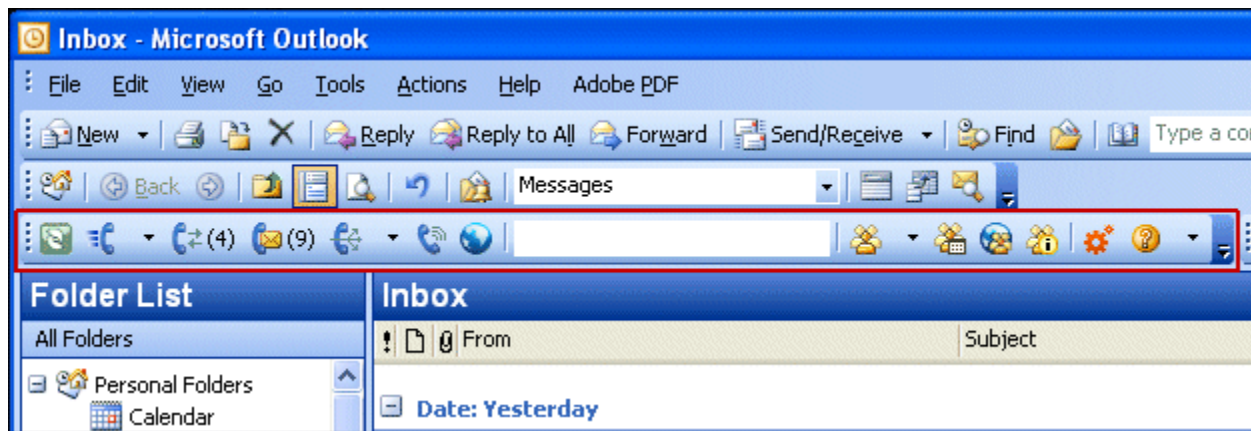 Inbox - Microsoft Outlook
File Edit View Go Tools Actions Help Adobe PDF
New Reply Reply to All Forward Send/Receive Find Type a co
Back Messages
(4) (9)
Folder List Inbox
All Folders From Subject
Personal Folders
Calendar Date: Yesterday